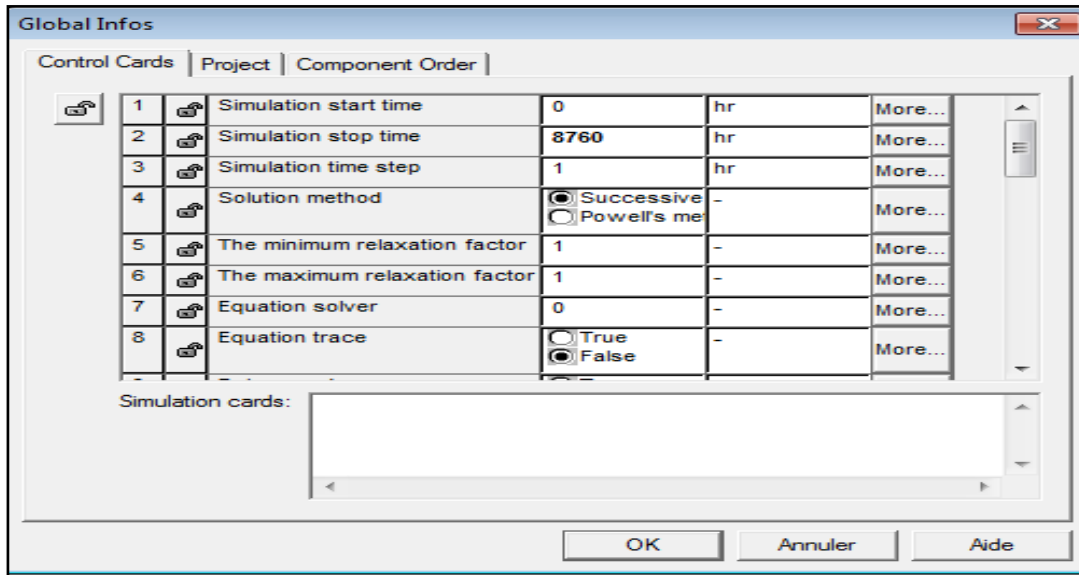 Global Infos
Control Cards Project Component Order
1 Simulation start time 0 hr More...
2 Simulation stop time 8760 hr More...
3 Simulation time step 1 hr More...
4 Solution method Successive - More...
Powell's me
5 The minimum relaxation factor 1 - More...
6 The maximum relaxation factor 1 - More...
7 Equation solver 0 - More...
8 Equation trace True - More...
False
Simulation cards:
OK Annuler Aide